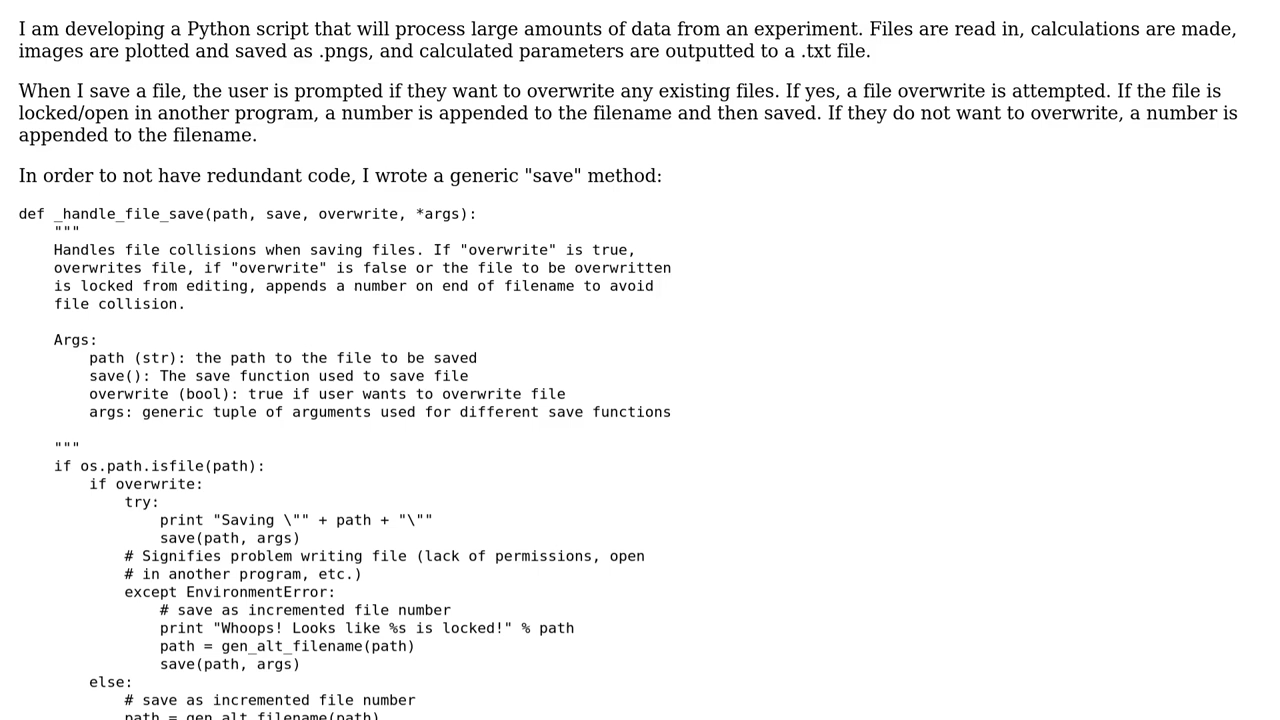 I am developing a Python script that will process large amounts of data from an experiment. Files are read in, calculations are made,
images are plotted and saved as .pngs, and calculated parameters are outputted to a .txt file.
When I save a file, the user is prompted if they want to overwrite any existing files. If yes, a file overwrite is attempted. If the file is
locked/open in another program, a number is appended to the filename and then saved. If they do not want to overwrite, a number is
appended to the filename.
In order to not have redundant code, I wrote a generic "save" method:
def _handle_file_save(path, save, overwrite, *args):
    """
    Handles file collisions when saving files. If "overwrite" is true,
    overwrites file, if "overwrite" is false or the file to be overwritten
    is locked from editing, appends a number on end of filename to avoid
    file collision.

    Args:
        path (str): the path to the file to be saved
        save(): The save function used to save file
        overwrite (bool): true if user wants to overwrite file
        args: generic tuple of arguments used for different save functions

    """
    if os.path.isfile(path):
        if overwrite:
            try:
                print "Saving \"" + path + "\""
                save(path, args)
            # Signifies problem writing file (lack of permissions, open
            # in another program, etc.)
            except EnvironmentError:
                # save as incremented file number
                print "Whoops! Looks like %s is locked!" % path
                path = gen_alt_filename(path)
                save(path, args)
        else:
            # save as incremented file number
            path = gen_alt_filename(path)